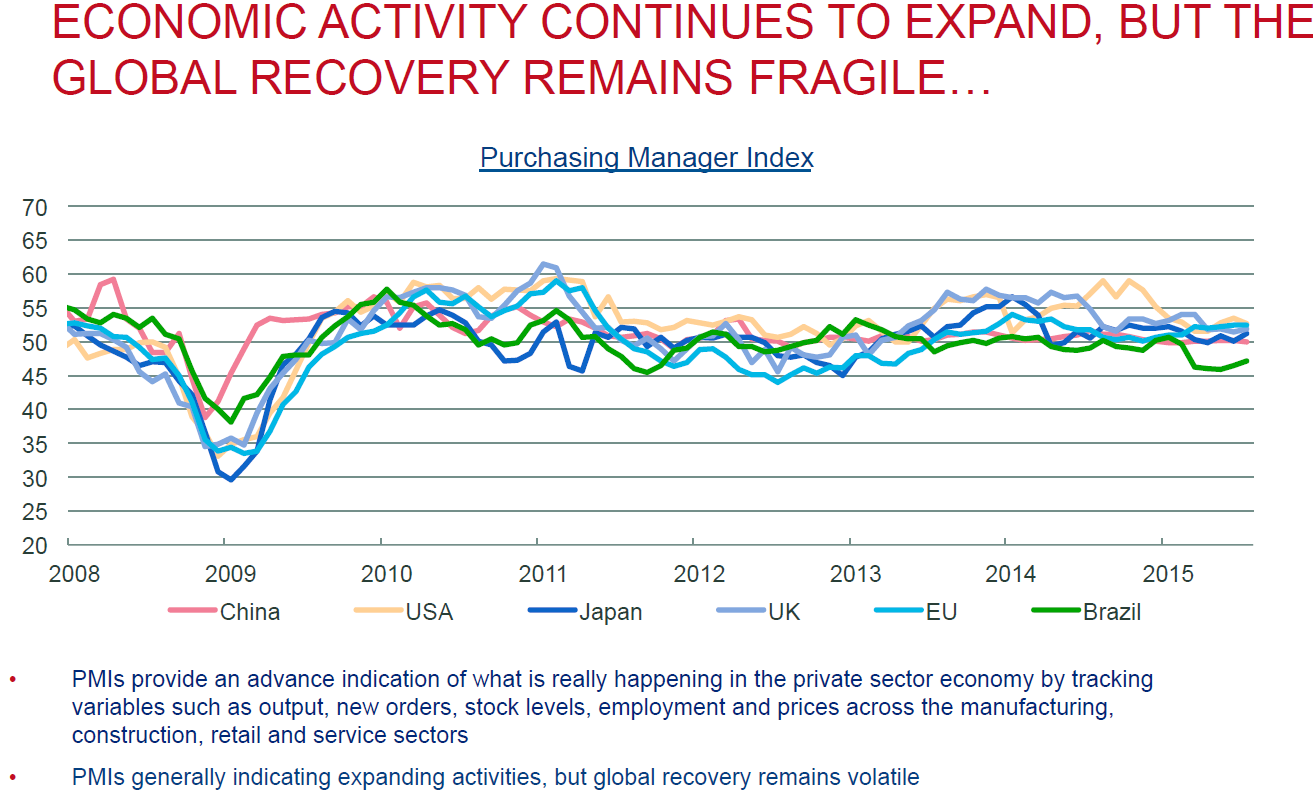 ECONOMIC ACTIVITY CONTINUES TO EXPAND, BUT THE
GLOBAL RECOVERY REMAINS FRAGILE…
Purchasing Manager Index
70
65
60
55
50
45
40
35
30
25
20
2008 2009 2010 2011 2012 2013 2014 2015
China USA Japan UK EU Brazil
• PMIs provide an advance indication of what is really happening in the private sector economy by tracking
variables such as output, new orders, stock levels, employment and prices across the manufacturing,
construction, retail and service sectors
• PMIs generally indicating expanding activities, but global recovery remains volatile